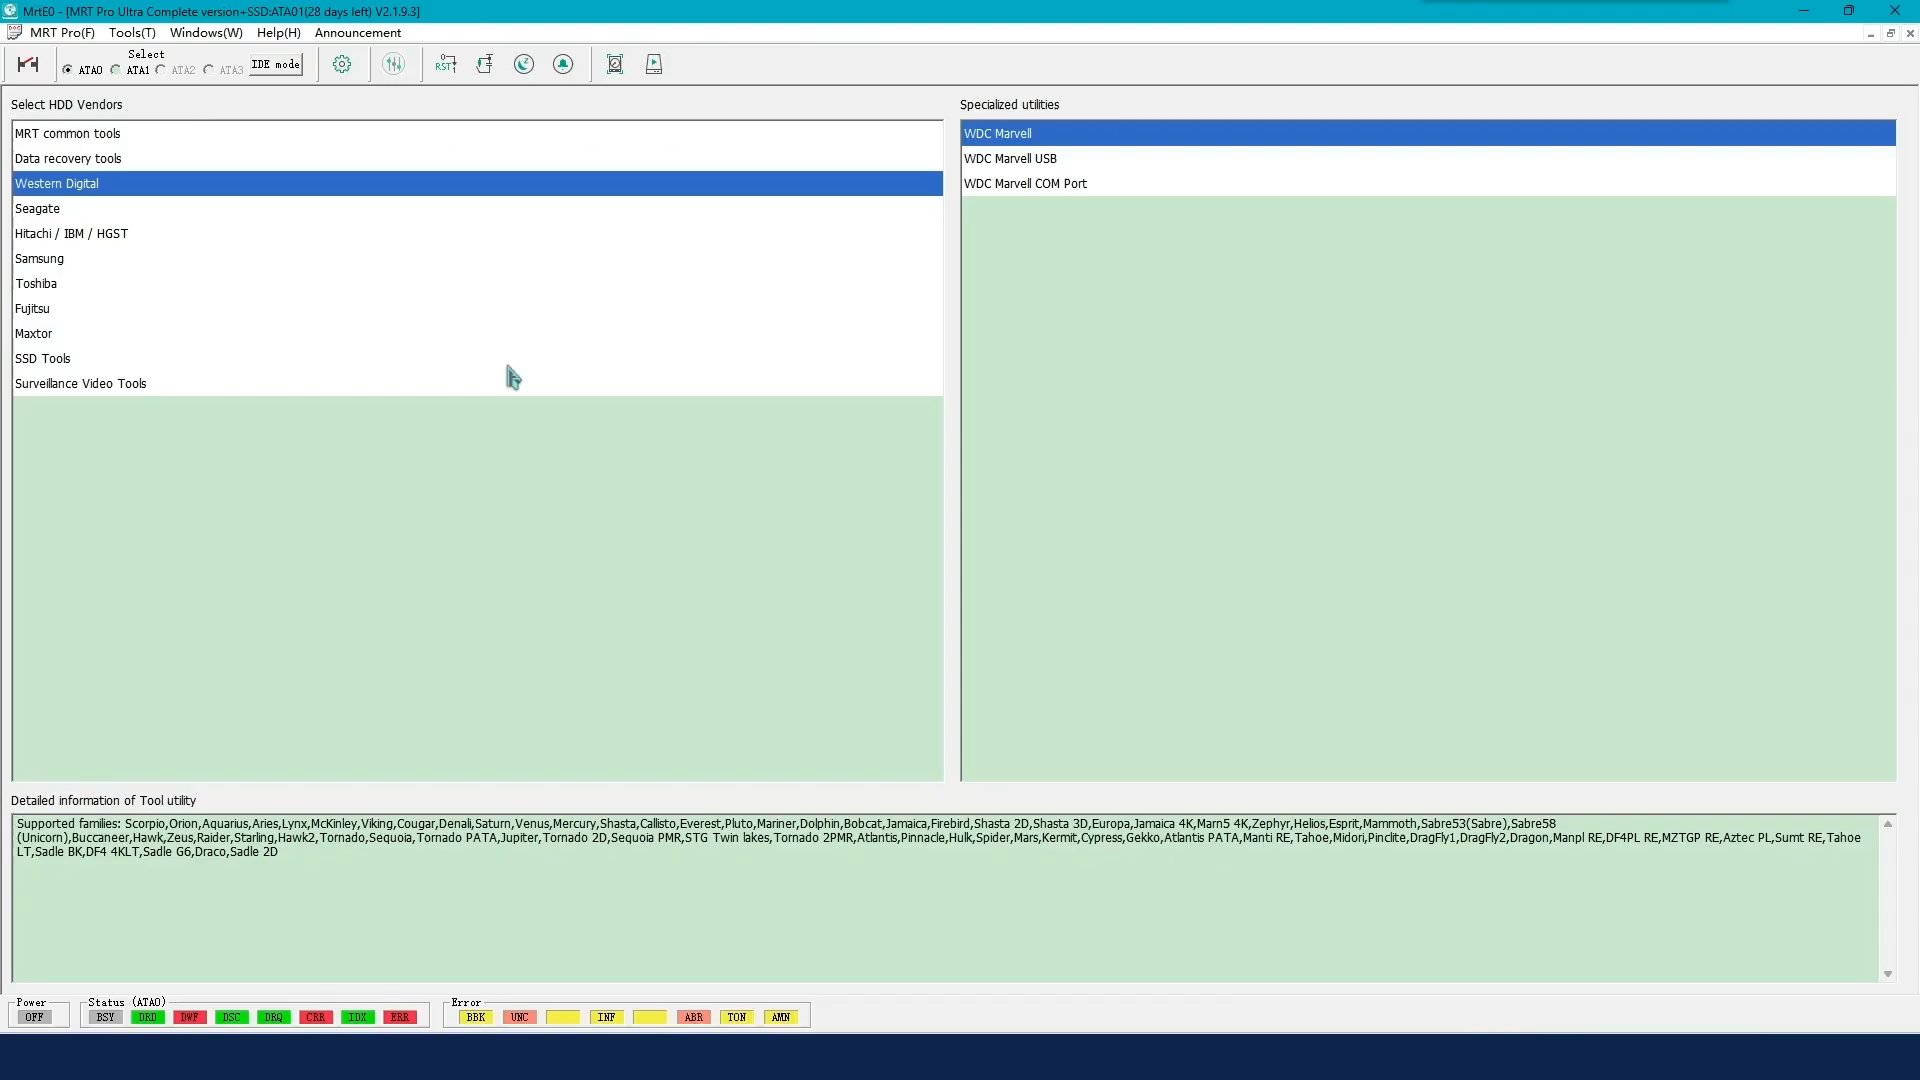 MrtE0 - [MRT Pro Ultra Complete version+SSD:ATA01(28 days left) V2.1.9.3]
MRT Pro(F) Tools(T) Windows(W) Help(H) Announcement
Select
ATA0 ATA1 ATA2 ATA3 IDE mode
RST
Select HDD Vendors
MRT common tools
Data recovery tools
Western Digital
Seagate
Hitachi / IBM / HGST
Samsung
Toshiba
Fujitsu
Maxtor
SSD Tools
Surveillance Video Tools
Specialized utilities
WDC Marvell
WDC Marvell USB
WDC Marvell COM Port
Detailed information of Tool utility
Supported families: Scorpio,Orion,Aquarius,Aries,Lynx,McKinley,Viking,Cougar,Denali,Saturn,Venus,Mercury,Shasta,Callisto,Everest,Pluto,Mariner,Dolphin,Bobcat,Jamaica,Firebird,Shasta 2D,Shasta 3D,Europa,Jamaica 4K,Marn5 4K,Zephyr,Helios,Esprit,Mammoth,Sabre53(Sabre),Sabre58
(Unicorn),Buccaneer,Hawk,Zeus,Raider,Starling,Hawk2,Tornado,Sequoia,Tornado PATA,Jupiter,Tornado 2D,Sequoia PMR,STG Twin lakes,Tornado 2PMR,Atlantis,Pinnacle,Hulk,Spider,Mars,Kermit,Cypress,Gekko,Atlantis PATA,Manti RE,Tahoe,Midori,Pinclite,DragFly1,DragFly2,Dragon,Manpl RE,DF4PL RE,MZTGP RE,Aztec PL,Sumt RE,Tahoe
LT,Sadle BK,DF4 4KLT,Sadle G6,Draco,Sadle 2D
Power
OFF
Status (ATA0)
BSY DRD DWF DSC DRQ CRR IDX ERR
Error
BBK UNC INF ABR TON AMN